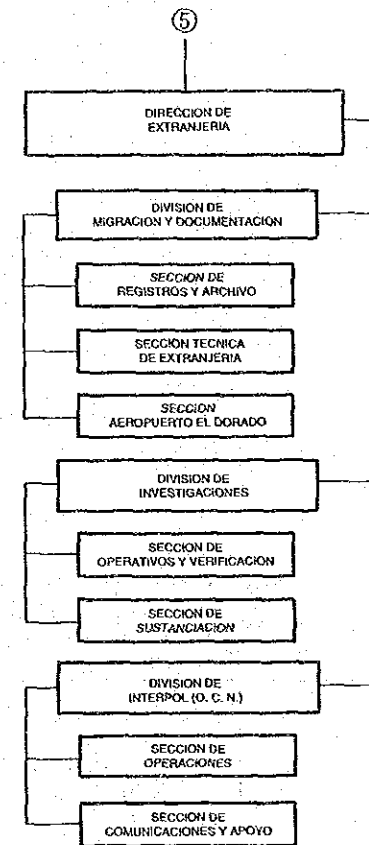 ⑤
DIRECCION DE
EXTRANJERIA
DIVISION DE
MIGRACION Y DOCUMENTACION
SECCION DE
REGISTROS Y ARCHIVO
SECCION TECNICA
DE EXTRANJERIA
SECCION
AEROPUERTO EL DORADO
DIVISION DE
INVESTIGACIONES
SECCION DE
OPERATIVOS Y VERIFICACION
SECCION DE
SUSTANCIACION
DIVISION DE
INTERPOL (O. C. N.)
SECCION DE
OPERACIONES
SECCION DE
COMUNICACIONES Y APOYO